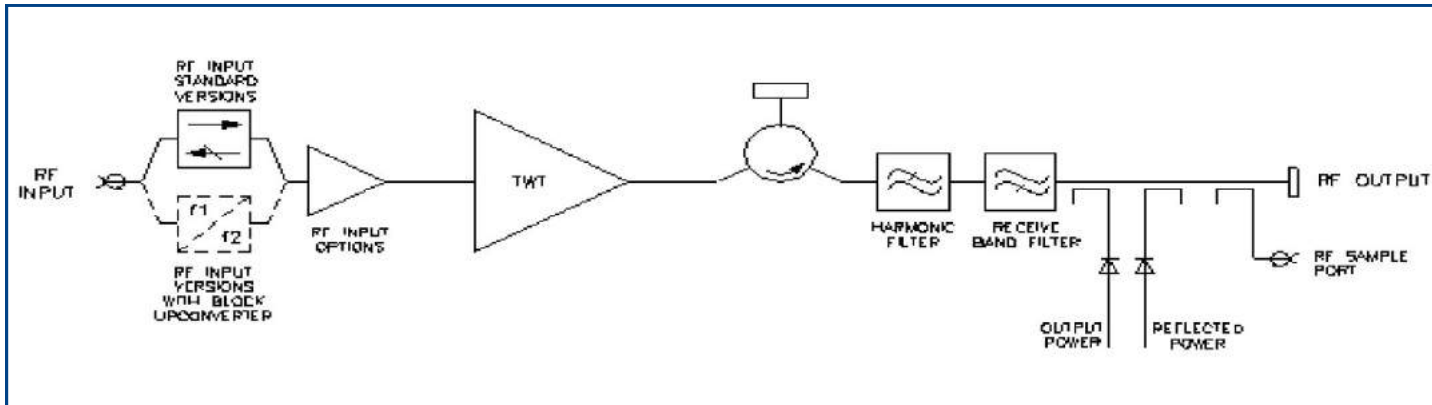 RF INPUT
STANDARD
VERSIONS
RF
INPUT
f1
f2
RF INPUT
VERSIONS
WITH BLOCK
UPCONVERTER
RF INPUT
OPTIONS
TWT
HARMONIC
FILTER
RECEIVE
BAND FILTER
RF OUTPUT
RF SAMPLE
PORT
OUTPUT
POWER
REFLECTED
POWER